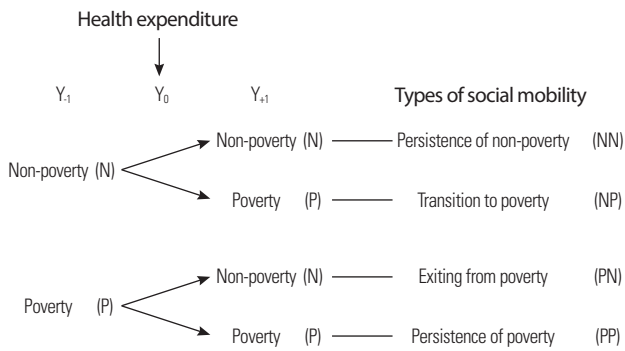 Health expenditure
Y-1 Y0 Y+1 Types of social mobility
Non-poverty (N) Persistence of non-poverty (NN)
Non-poverty (N)
Poverty (P) Transition to poverty (NP)
Non-poverty (N) Exiting from poverty (PN)
Poverty (P)
Poverty (P) Persistence of poverty (PP)